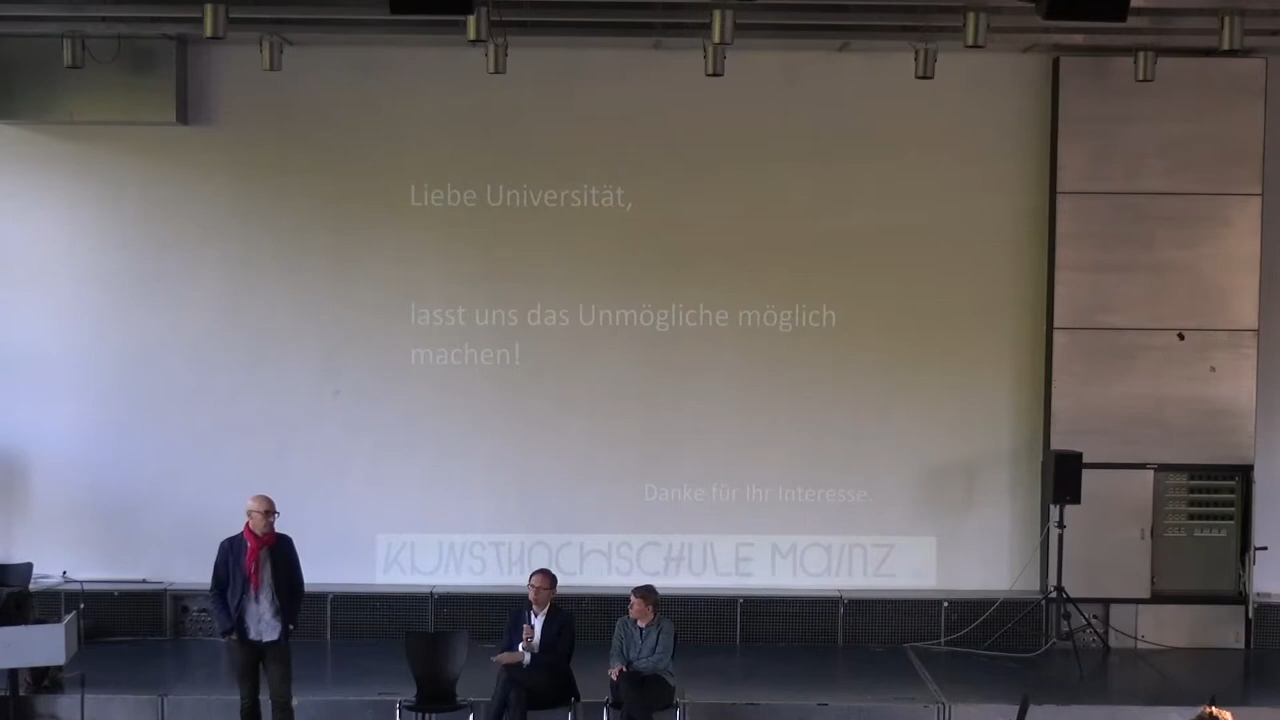 Liebe Universität,
lasst uns das Unmögliche möglich
machen!
Danke für Ihr Interesse.
KUNSTHOCHSCHULE MAINZ